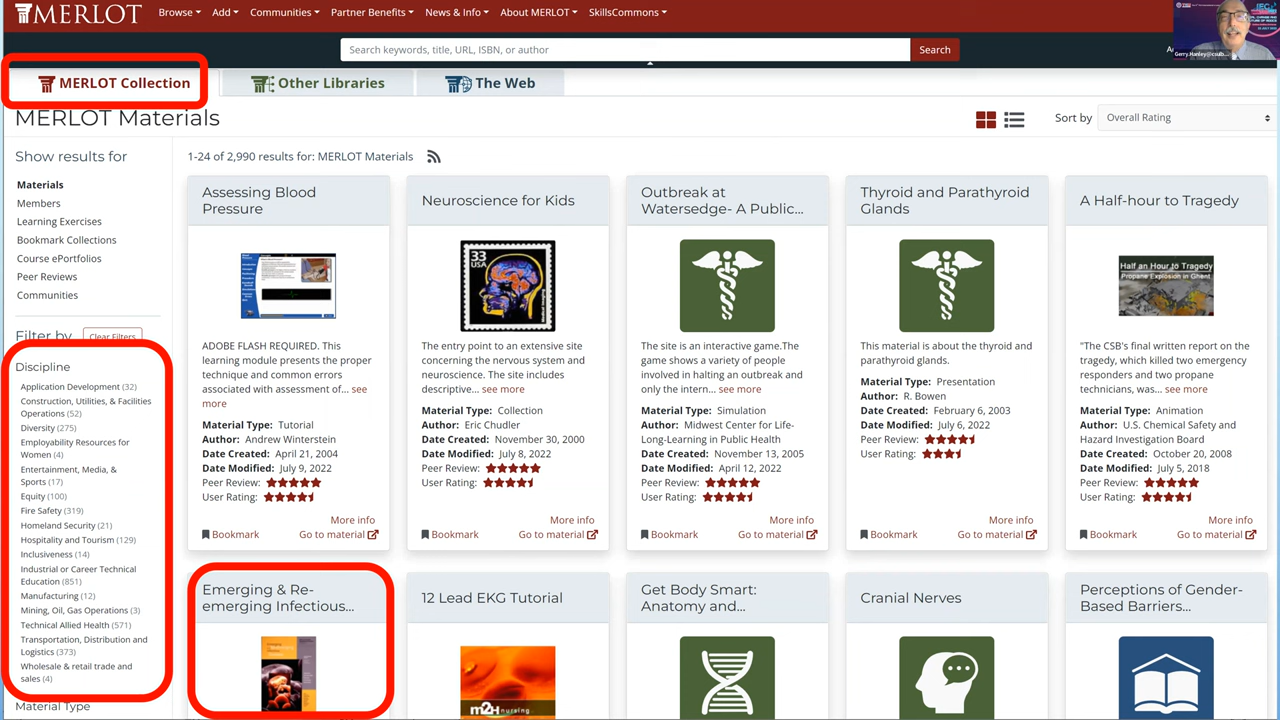 MERLOT
Browse Add Communities Partner Benefits News & Info About MERLOT SkillsCommons
Search keywords, title, URL, ISBN, or author
Search
Gerry.Hanley@csulb...
MERLOT Collection
Other Libraries
The Web
MERLOT Materials
Sort by Overall Rating
Show results for
Materials
Members
Learning Exercises
Bookmark Collections
Course ePortfolios
Peer Reviews
Communities
Filter by Clear Filters
Discipline
Application Development (32)
Construction, Utilities, & Facilities
Operations (52)
Diversity (275)
Employability Resources for
Women (4)
Entertainment, Media, &
Sports (17)
Equity (100)
Fire Safety (319)
Homeland Security (21)
Hospitality and Tourism (129)
Inclusiveness (14)
Industrial or Career Technical
Education (851)
Manufacturing (12)
Mining, Oil, Gas Operations (3)
Technical Allied Health (571)
Transportation, Distribution and
Logistics (373)
Wholesale & retail trade and
sales (4)
Material Type
1-24 of 2,990 results for: MERLOT Materials
Assessing Blood
Pressure
ADOBE FLASH REQUIRED. This
learning module presents the proper
technique and common errors
associated with assessment of... see
more
Material Type: Tutorial
Author: Andrew Winterstein
Date Created: April 21, 2004
Date Modified: July 9, 2022
Peer Review:
User Rating:
More info
Bookmark Go to material
Neuroscience for Kids
33
USA
The entry point to an extensive site
concerning the nervous system and
neuroscience. The site includes
descriptive... see more
Material Type: Collection
Author: Eric Chudler
Date Created: November 30, 2000
Date Modified: July 8, 2022
Peer Review:
User Rating:
More info
Bookmark Go to material
Outbreak at
Watersedge- A Public...
The site is an interactive game.The
game shows a variety of people
involved in halting an outbreak and
only the intern... see more
Material Type: Simulation
Author: Midwest Center for Life-
Long-Learning in Public Health
Date Created: November 13, 2005
Date Modified: April 12, 2022
Peer Review:
User Rating:
More info
Bookmark Go to material
Thyroid and Parathyroid
Glands
This material is about the thyroid and
parathyroid glands.
Material Type: Presentation
Author: R. Bowen
Date Created: February 6, 2003
Date Modified: July 6, 2022
Peer Review:
User Rating:
More info
Bookmark Go to material
A Half-hour to Tragedy
Half an Hour to Tragedy
Propane Explosion in Ghent
"The CSB's final written report on the
tragedy, which killed two emergency
responders and two propane
technicians, was... see more
Material Type: Animation
Author: U.S. Chemical Safety and
Hazard Investigation Board
Date Created: October 20, 2008
Date Modified: July 5, 2018
Peer Review:
User Rating:
More info
Bookmark Go to material
Emerging & Re-
emerging Infectious...
12 Lead EKG Tutorial
m2H nursing
Get Body Smart:
Anatomy and...
Cranial Nerves
Perceptions of Gender-
Based Barriers...